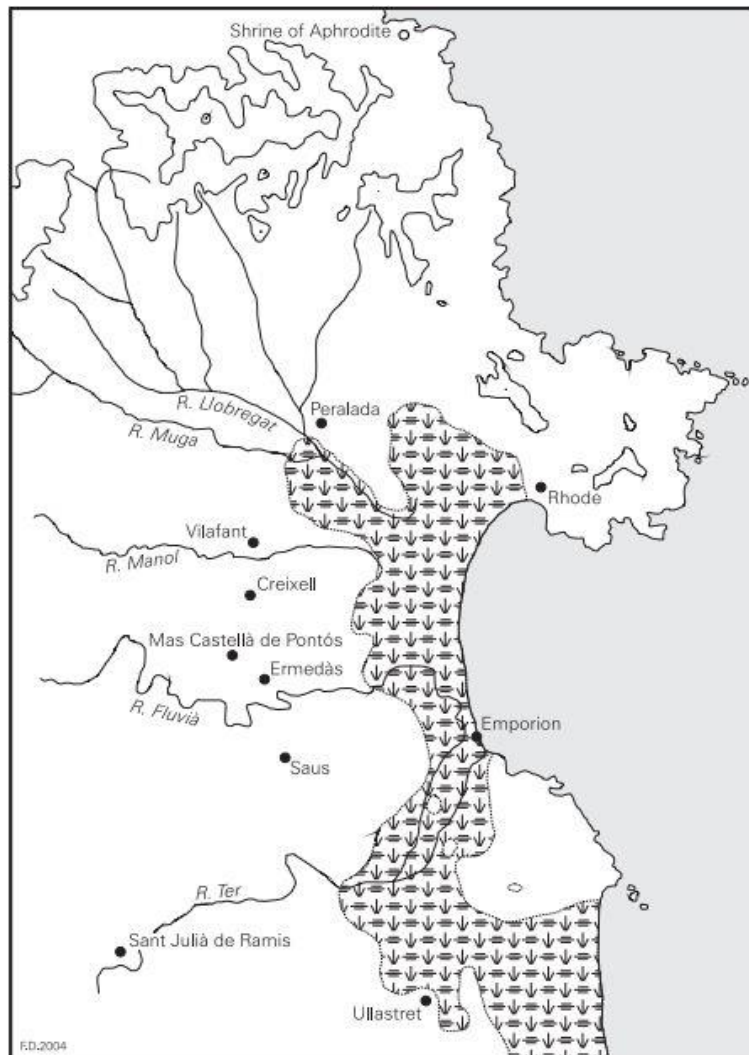 Shrine of Aphrodite
R. Llobregat
Peralada
R. Muga
Rhode
Vilafant
R. Manol
Creixell
Mas Castellà de Pontós
Ermedàs
R. Fluvià
Emporion
Saus
R. Ter
Sant Julià de Ramis
Ullastret
F.D.2004